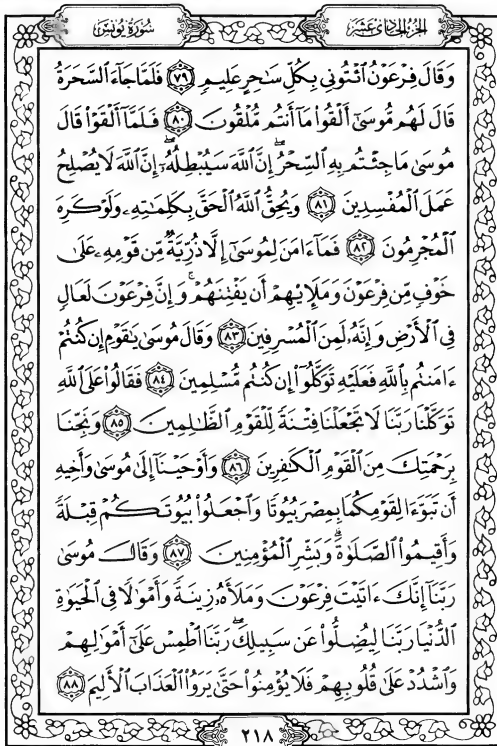 الجزء الحادى عشر
سورة يونس
وَقَالَ فِرْعَوْنُ ٱئْتُونِى بِكُلِّ سَٰحِرٍ عَلِيمٍ ٧٩ فَلَمَّا جَآءَ ٱلسَّحَرَةُ
قَالَ لَهُم مُّوسَىٰٓ أَلْقُوا۟ مَآ أَنتُم مُّلْقُونَ ٨٠ فَلَمَّآ أَلْقَوْا۟ قَالَ
مُوسَىٰ مَا جِئْتُم بِهِ ٱلسِّحْرُ ۖ إِنَّ ٱللَّهَ سَيُبْطِلُهُۥٓ ۖ إِنَّ ٱللَّهَ لَا يُصْلِحُ
عَمَلَ ٱلْمُفْسِدِينَ ٨١ وَيُحِقُّ ٱللَّهُ ٱلْحَقَّ بِكَلِمَٰتِهِۦ وَلَوْ كَرِهَ
ٱلْمُجْرِمُونَ ٨٢ فَمَآ ءَامَنَ لِمُوسَىٰٓ إِلَّا ذُرِّيَّةٌ مِّن قَوْمِهِۦ عَلَىٰ
خَوْفٍ مِّن فِرْعَوْنَ وَمَلَإِي۟هِمْ أَن يَفْتِنَهُمْ ۚ وَإِنَّ فِرْعَوْنَ لَعَالٍ
فِى ٱلْأَرْضِ وَإِنَّهُۥ لَمِنَ ٱلْمُسْرِفِينَ ٨٣ وَقَالَ مُوسَىٰ يَٰقَوْمِ إِن كُنتُمْ
ءَامَنتُم بِٱللَّهِ فَعَلَيْهِ تَوَكَّلُوٓا۟ إِن كُنتُم مُّسْلِمِينَ ٨٤ فَقَالُوا۟ عَلَى ٱللَّهِ
تَوَكَّلْنَا رَبَّنَا لَا تَجْعَلْنَا فِتْنَةً لِّلْقَوْمِ ٱلظَّٰلِمِينَ ٨٥ وَنَجِّنَا
بِرَحْمَتِكَ مِنَ ٱلْقَوْمِ ٱلْكَٰفِرِينَ ٨٦ وَأَوْحَيْنَآ إِلَىٰ مُوسَىٰ وَأَخِيهِ
أَن تَبَوَّءَا لِقَوْمِكُمَا بِمِصْرَ بُيُوتًا وَٱجْعَلُوا۟ بُيُوتَكُمْ قِبْلَةً
وَأَقِيمُوا۟ ٱلصَّلَوٰةَ ۗ وَبَشِّرِ ٱلْمُؤْمِنِينَ ٨٧ وَقَالَ مُوسَىٰ
رَبَّنَآ إِنَّكَ ءَاتَيْتَ فِرْعَوْنَ وَمَلَأَهُۥ زِينَةً وَأَمْوَٰلًا فِى ٱلْحَيَوٰةِ
ٱلدُّنْيَا رَبَّنَا لِيُضِلُّوا۟ عَن سَبِيلِكَ ۖ رَبَّنَا ٱطْمِسْ عَلَىٰٓ أَمْوَٰلِهِمْ
وَٱشْدُدْ عَلَىٰ قُلُوبِهِمْ فَلَا يُؤْمِنُوا۟ حَتَّىٰ يَرَوُا۟ ٱلْعَذَابَ ٱلْأَلِيمَ ٨٨
٢١٨